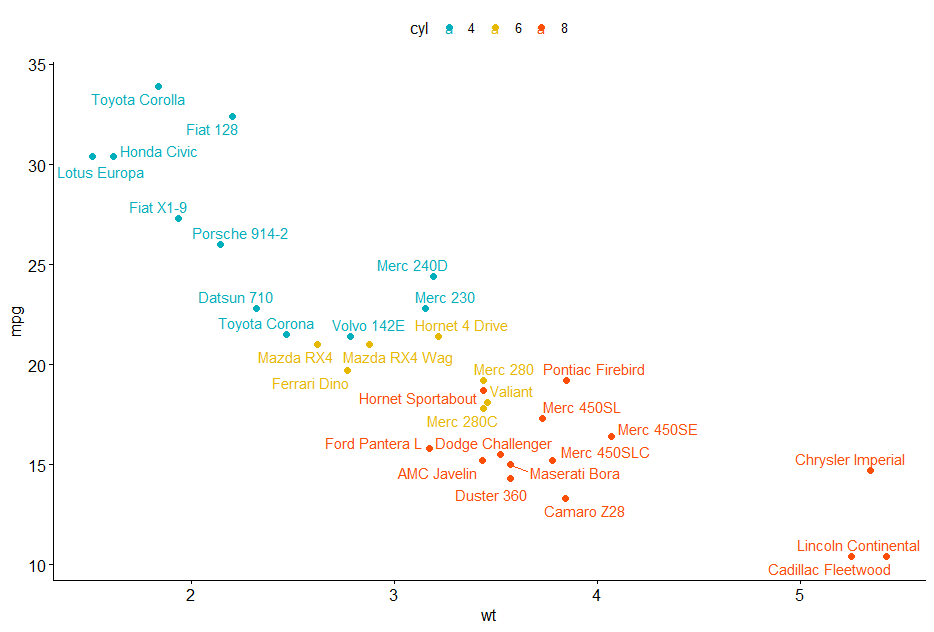 cyl a 4 a 6 a 8
35
Toyota Corolla
Fiat 128
Honda Civic
30
Lotus Europa
Fiat X1-9
Porsche 914-2
25
Merc 240D
Datsun 710
Merc 230
mpg
Toyota Corona
Volvo 142E
Hornet 4 Drive
Mazda RX4
Mazda RX4 Wag
20
Merc 280
Pontiac Firebird
Ferrari Dino
Valiant
Hornet Sportabout
Merc 450SL
Merc 280C
Merc 450SE
Ford Pantera L
Dodge Challenger
Merc 450SLC
Chrysler Imperial
15
AMC Javelin
Maserati Bora
Duster 360
Camaro Z28
Lincoln Continental
10
Cadillac Fleetwood
2 3 4 5
wt